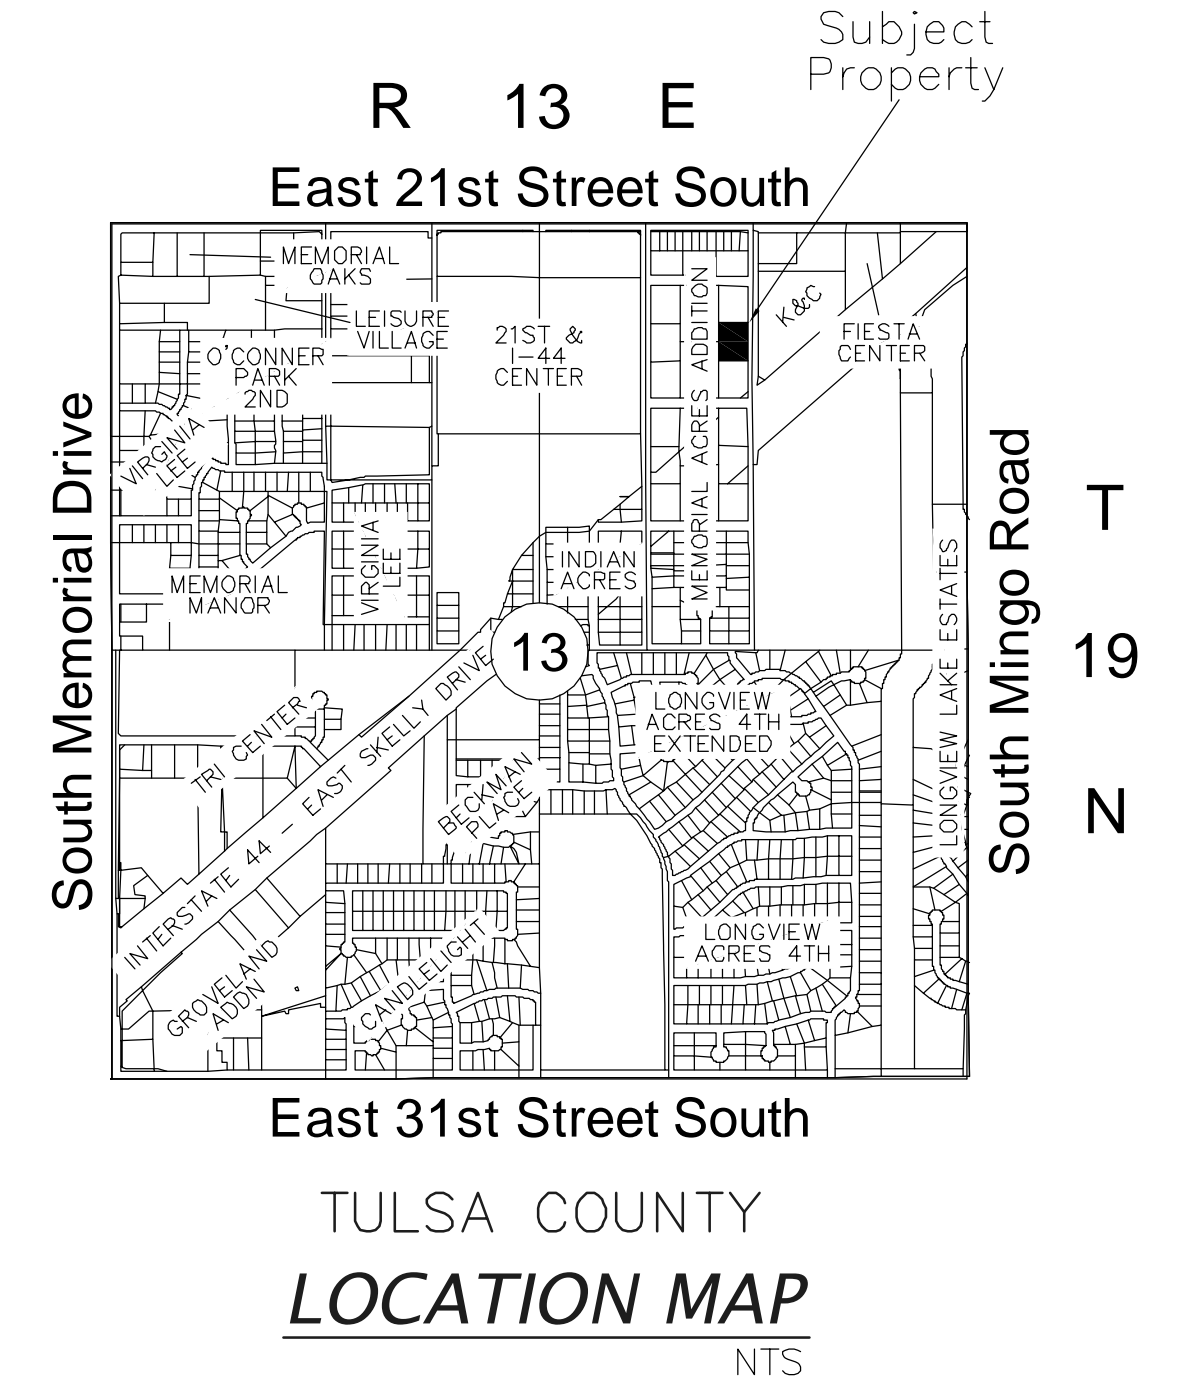 Subject
Property
R 13 E
East 21st Street South
MEMORIAL
OAKS
LEISURE
VILLAGE
O'CONNER
PARK
2ND
VIRGINIA
LEE
21ST &
I-44
CENTER
MEMORIAL ACRES ADDITION
K&C
FIESTA
CENTER
VIRGINIA
LEE
MEMORIAL
MANOR
INDIAN
ACRES
13
South Memorial Drive
South Mingo Road
T
19
N
LONGVIEW LAKE ESTATES
LONGVIEW
ACRES 4TH
EXTENDED
TRI CENTER
INTERSTATE 44 - EAST SKELLY DRIVE
BECKMAN
PLACE
LONGVIEW
ACRES 4TH
CANDLELIGHT
GROVELAND
ADDN
East 31st Street South
TULSA COUNTY
LOCATION MAP
NTS